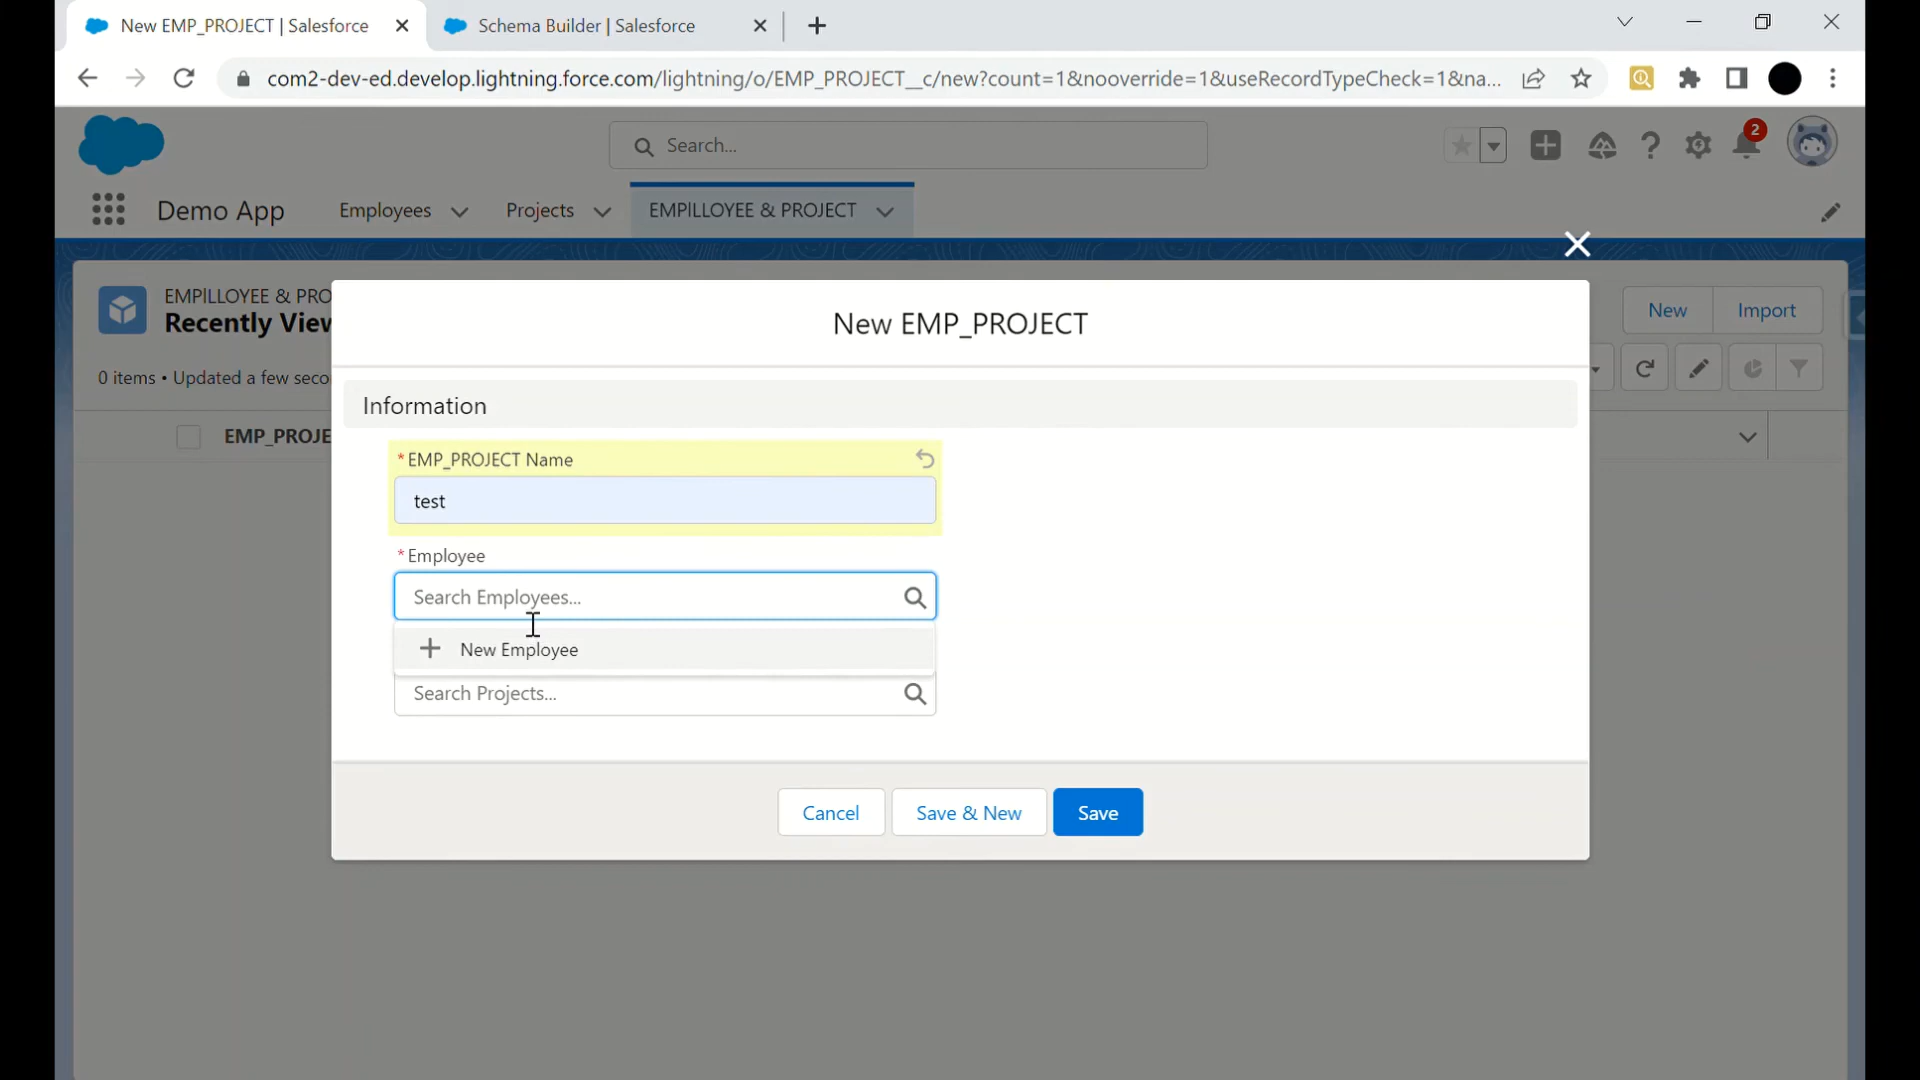 New EMP_PROJECT | Salesforce
Schema Builder | Salesforce
com2-dev-ed.develop.lightning.force.com/lightning/o/EMP_PROJECT__c/new?count=1&nooverride=1&useRecordTypeCheck=1&na...
Search...
2
Demo App
Employees
Projects
EMPILLOYEE & PROJECT
EMPILLOYEE & PRO
Recently View
New
Import
0 items • Updated a few seco
EMP_PROJE
New EMP_PROJECT
Information
*EMP_PROJECT Name
test
*Employee
Search Employees...
+ New Employee
Search Projects...
Cancel
Save & New
Save